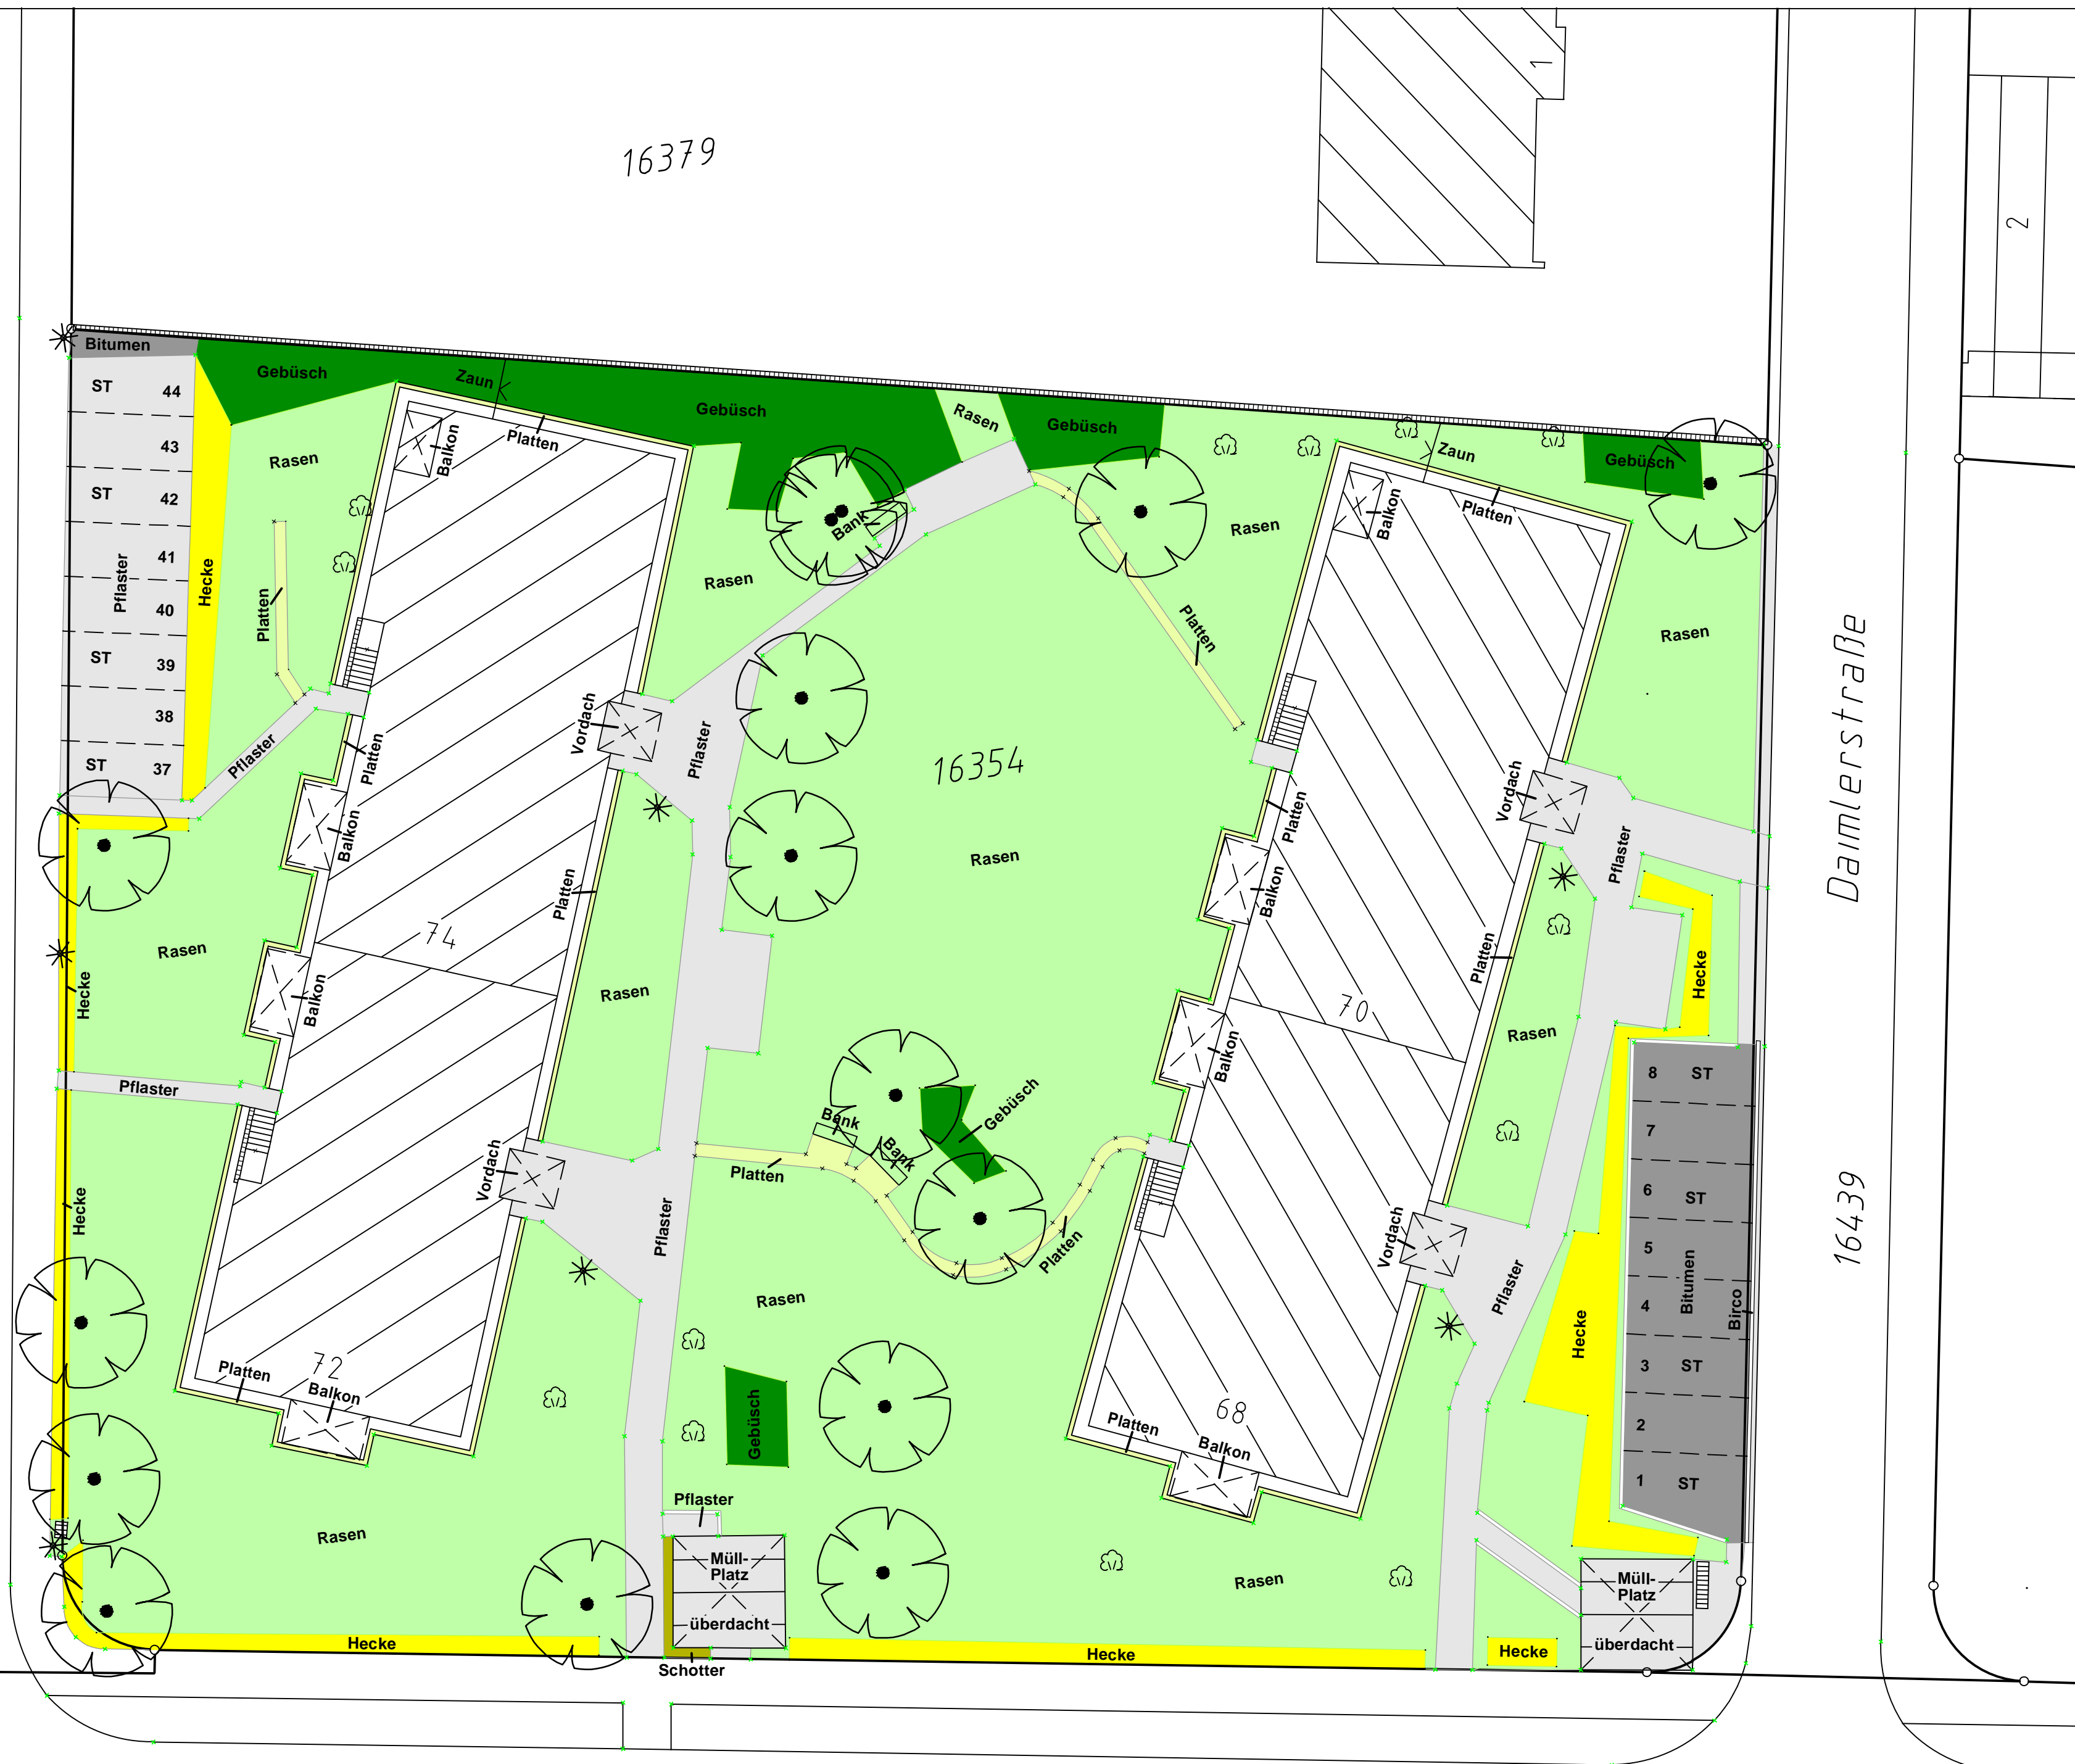 1
16379
2
Bitumen
ST
44
43
ST
42
41
40
Pflaster
ST
39
38
ST
37
Hecke
Gebüsch
Zaun
Gebüsch
Rasen
Gebüsch
Zaun
Gebüsch
Rasen
Platten
Balkon
Platten
Balkon
Platten
Bank
Rasen
Rasen
Platten
Rasen
Platten
Pflaster
Platten
Balkon
Vordach
Pflaster
16354
Rasen
Platten
Balkon
Vordach
Pflaster
Daimlerstraße
Platten
Rasen
Hecke
74
Balkon
Rasen
Balkon
70
Platten
Rasen
Hecke
Pflaster
Hecke
Vordach
Pflaster
Platten
Bank
Bank
Gebüsch
Platten
Rasen
Vordach
Pflaster
Hecke
8 ST
7
6 ST
5
4
Bitumen
Birco
3 ST
2
1 ST
16439
72
Platten
Balkon
Rasen
Gebüsch
68
Platten
Balkon
Pflaster
Müll-
Platz
überdacht
Schotter
Hecke
Hecke
Rasen
Hecke
Müll-
Platz
überdacht